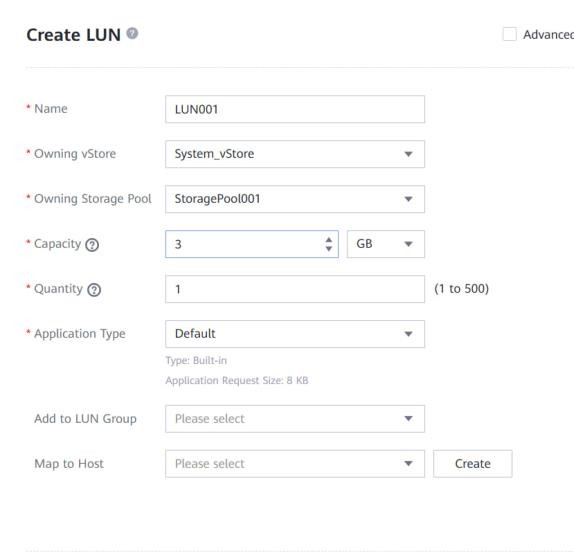 Create LUN ?
Advanced
* Name LUN001
* Owning vStore System_vStore
* Owning Storage Pool StoragePool001
* Capacity ? 3 GB
* Quantity ? 1 (1 to 500)
* Application Type Default
Type: Built-in
Application Request Size: 8 KB
Add to LUN Group Please select
Map to Host Please select Create